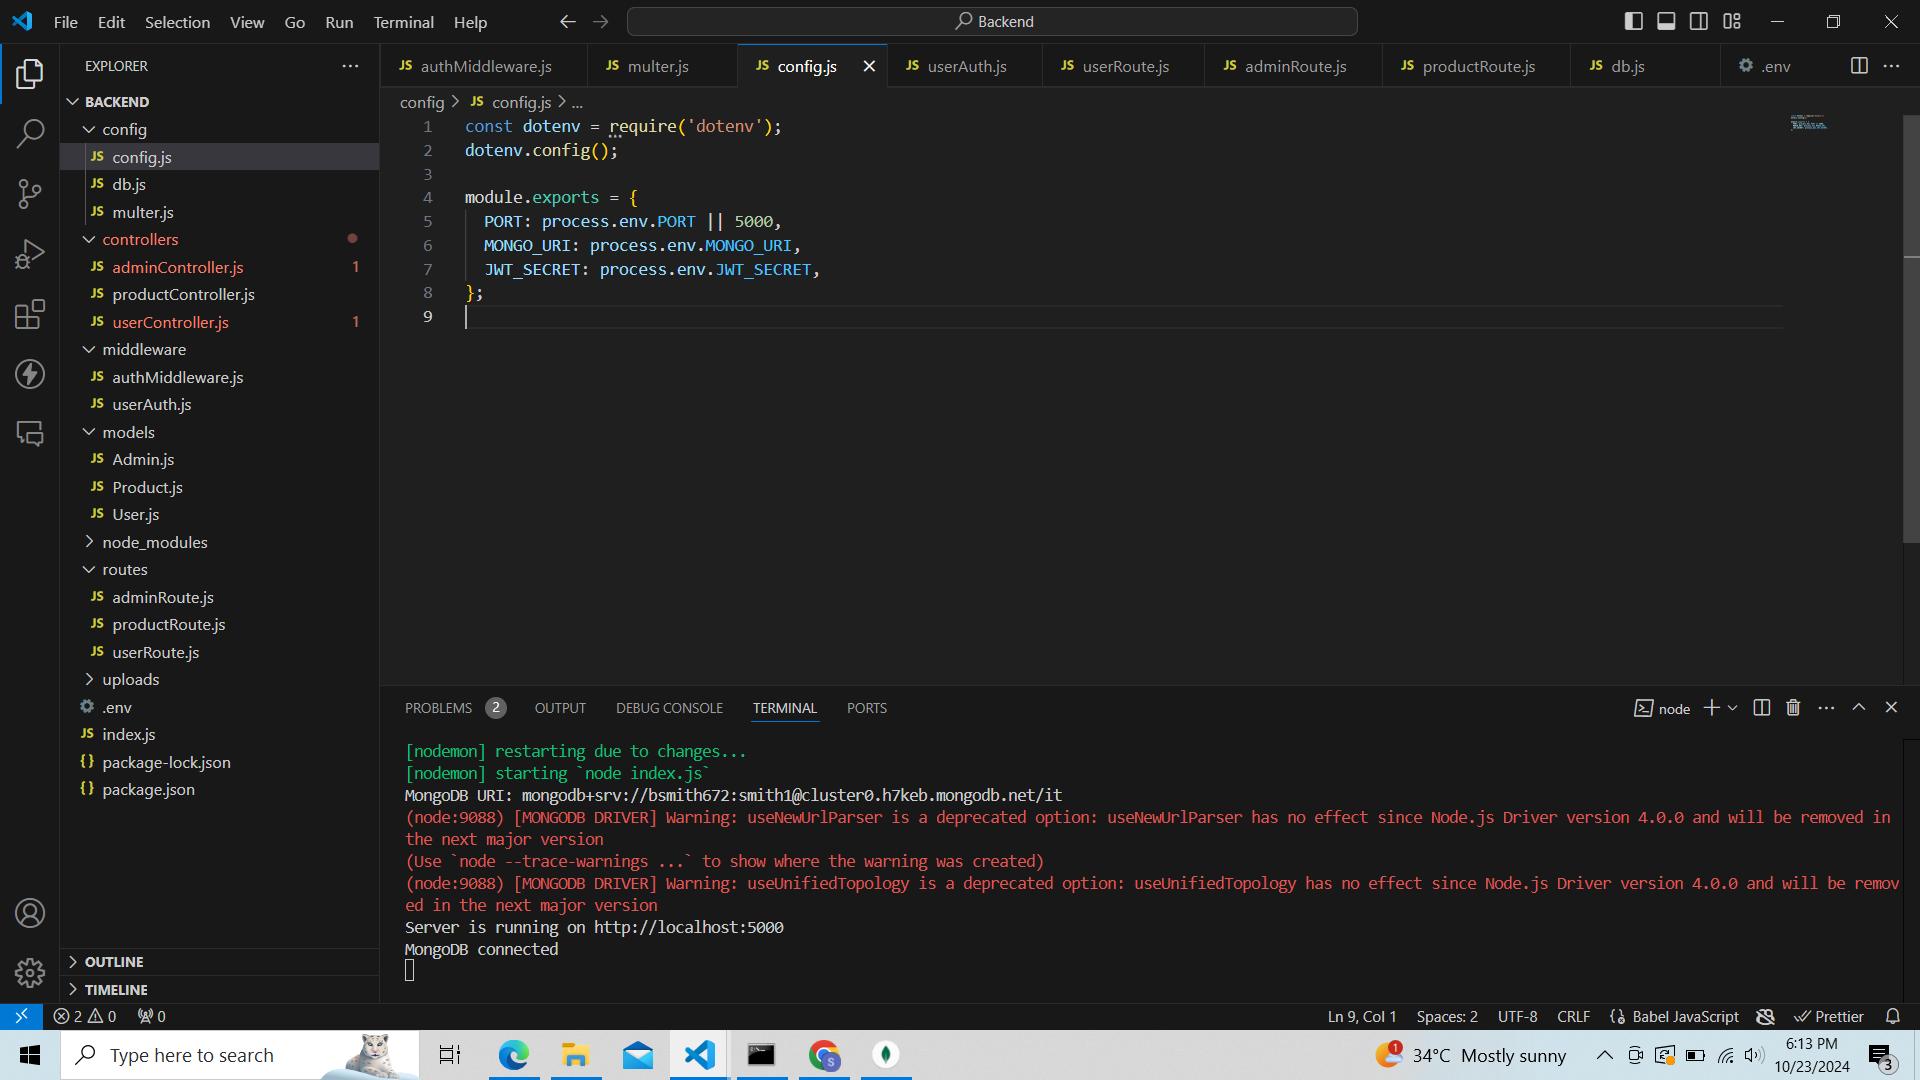 File Edit Selection View Go Run Terminal Help
Backend
EXPLORER
BACKEND
config
JS config.js
JS db.js
JS multer.js
controllers
JS adminController.js 1
JS productController.js
JS userController.js 1
middleware
JS authMiddleware.js
JS userAuth.js
models
JS Admin.js
JS Product.js
JS User.js
node_modules
routes
JS adminRoute.js
JS productRoute.js
JS userRoute.js
uploads
.env
JS index.js
{} package-lock.json
{} package.json
OUTLINE
TIMELINE
JS authMiddleware.js JS multer.js JS config.js JS userAuth.js JS userRoute.js JS adminRoute.js JS productRoute.js JS db.js .env
config > JS config.js > ...
1 const dotenv = require('dotenv');
2 dotenv.config();
3
4 module.exports = {
5 PORT: process.env.PORT || 5000,
6 MONGO_URI: process.env.MONGO_URI,
7 JWT_SECRET: process.env.JWT_SECRET,
8 };
9
PROBLEMS 2 OUTPUT DEBUG CONSOLE TERMINAL PORTS
node
[nodemon] restarting due to changes...
[nodemon] starting `node index.js`
MongoDB URI: mongodb+srv://bsmith672:smith1@cluster0.h7keb.mongodb.net/it
(node:9088) [MONGODB DRIVER] Warning: useNewUrlParser is a deprecated option: useNewUrlParser has no effect since Node.js Driver version 4.0.0 and will be removed in
the next major version
(Use `node --trace-warnings ...` to show where the warning was created)
(node:9088) [MONGODB DRIVER] Warning: useUnifiedTopology is a deprecated option: useUnifiedTopology has no effect since Node.js Driver version 4.0.0 and will be remov
ed in the next major version
Server is running on http://localhost:5000
MongoDB connected
2 0 0
Ln 9, Col 1 Spaces: 2 UTF-8 CRLF Babel JavaScript Prettier
Type here to search
S
1 34°C Mostly sunny
6:13 PM
10/23/2024
3